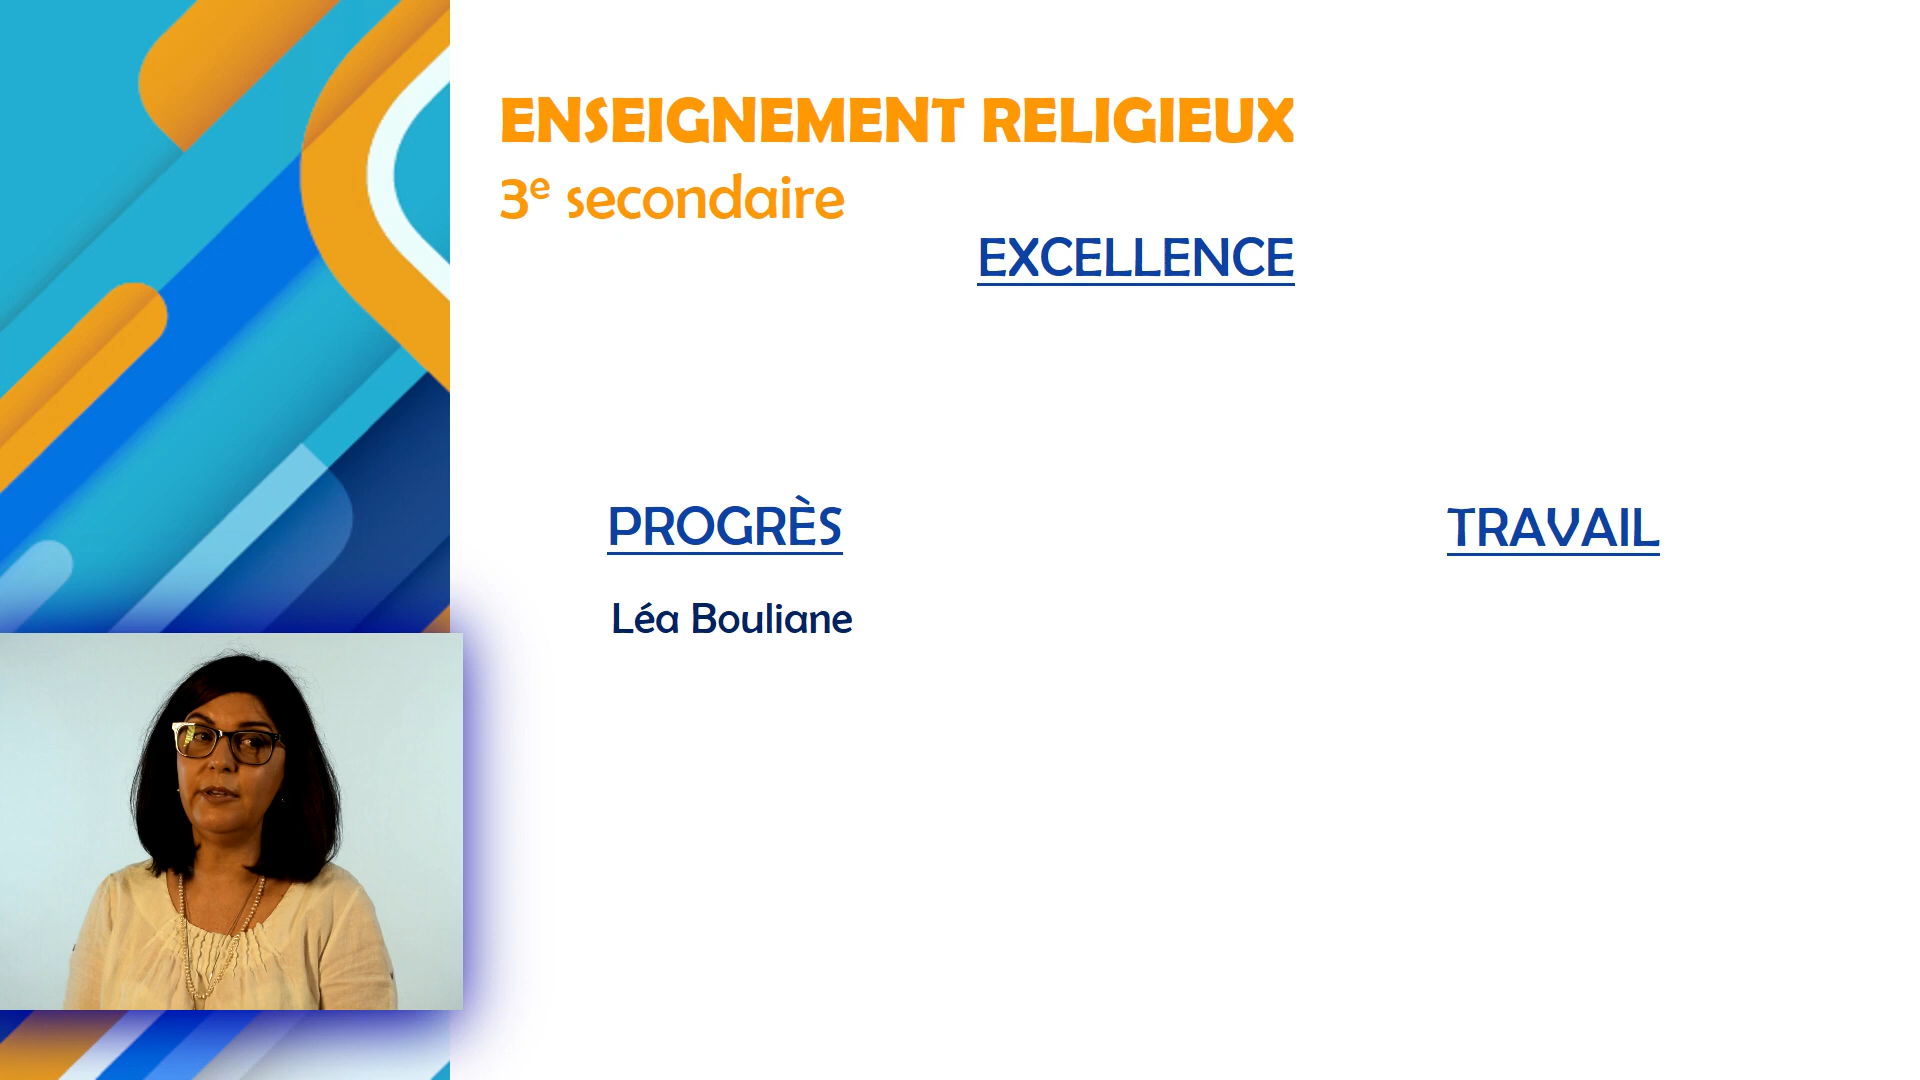 ENSEIGNEMENT RELIGIEUX
3e secondaire
EXCELLENCE
PROGRÈS
TRAVAIL
Léa Bouliane